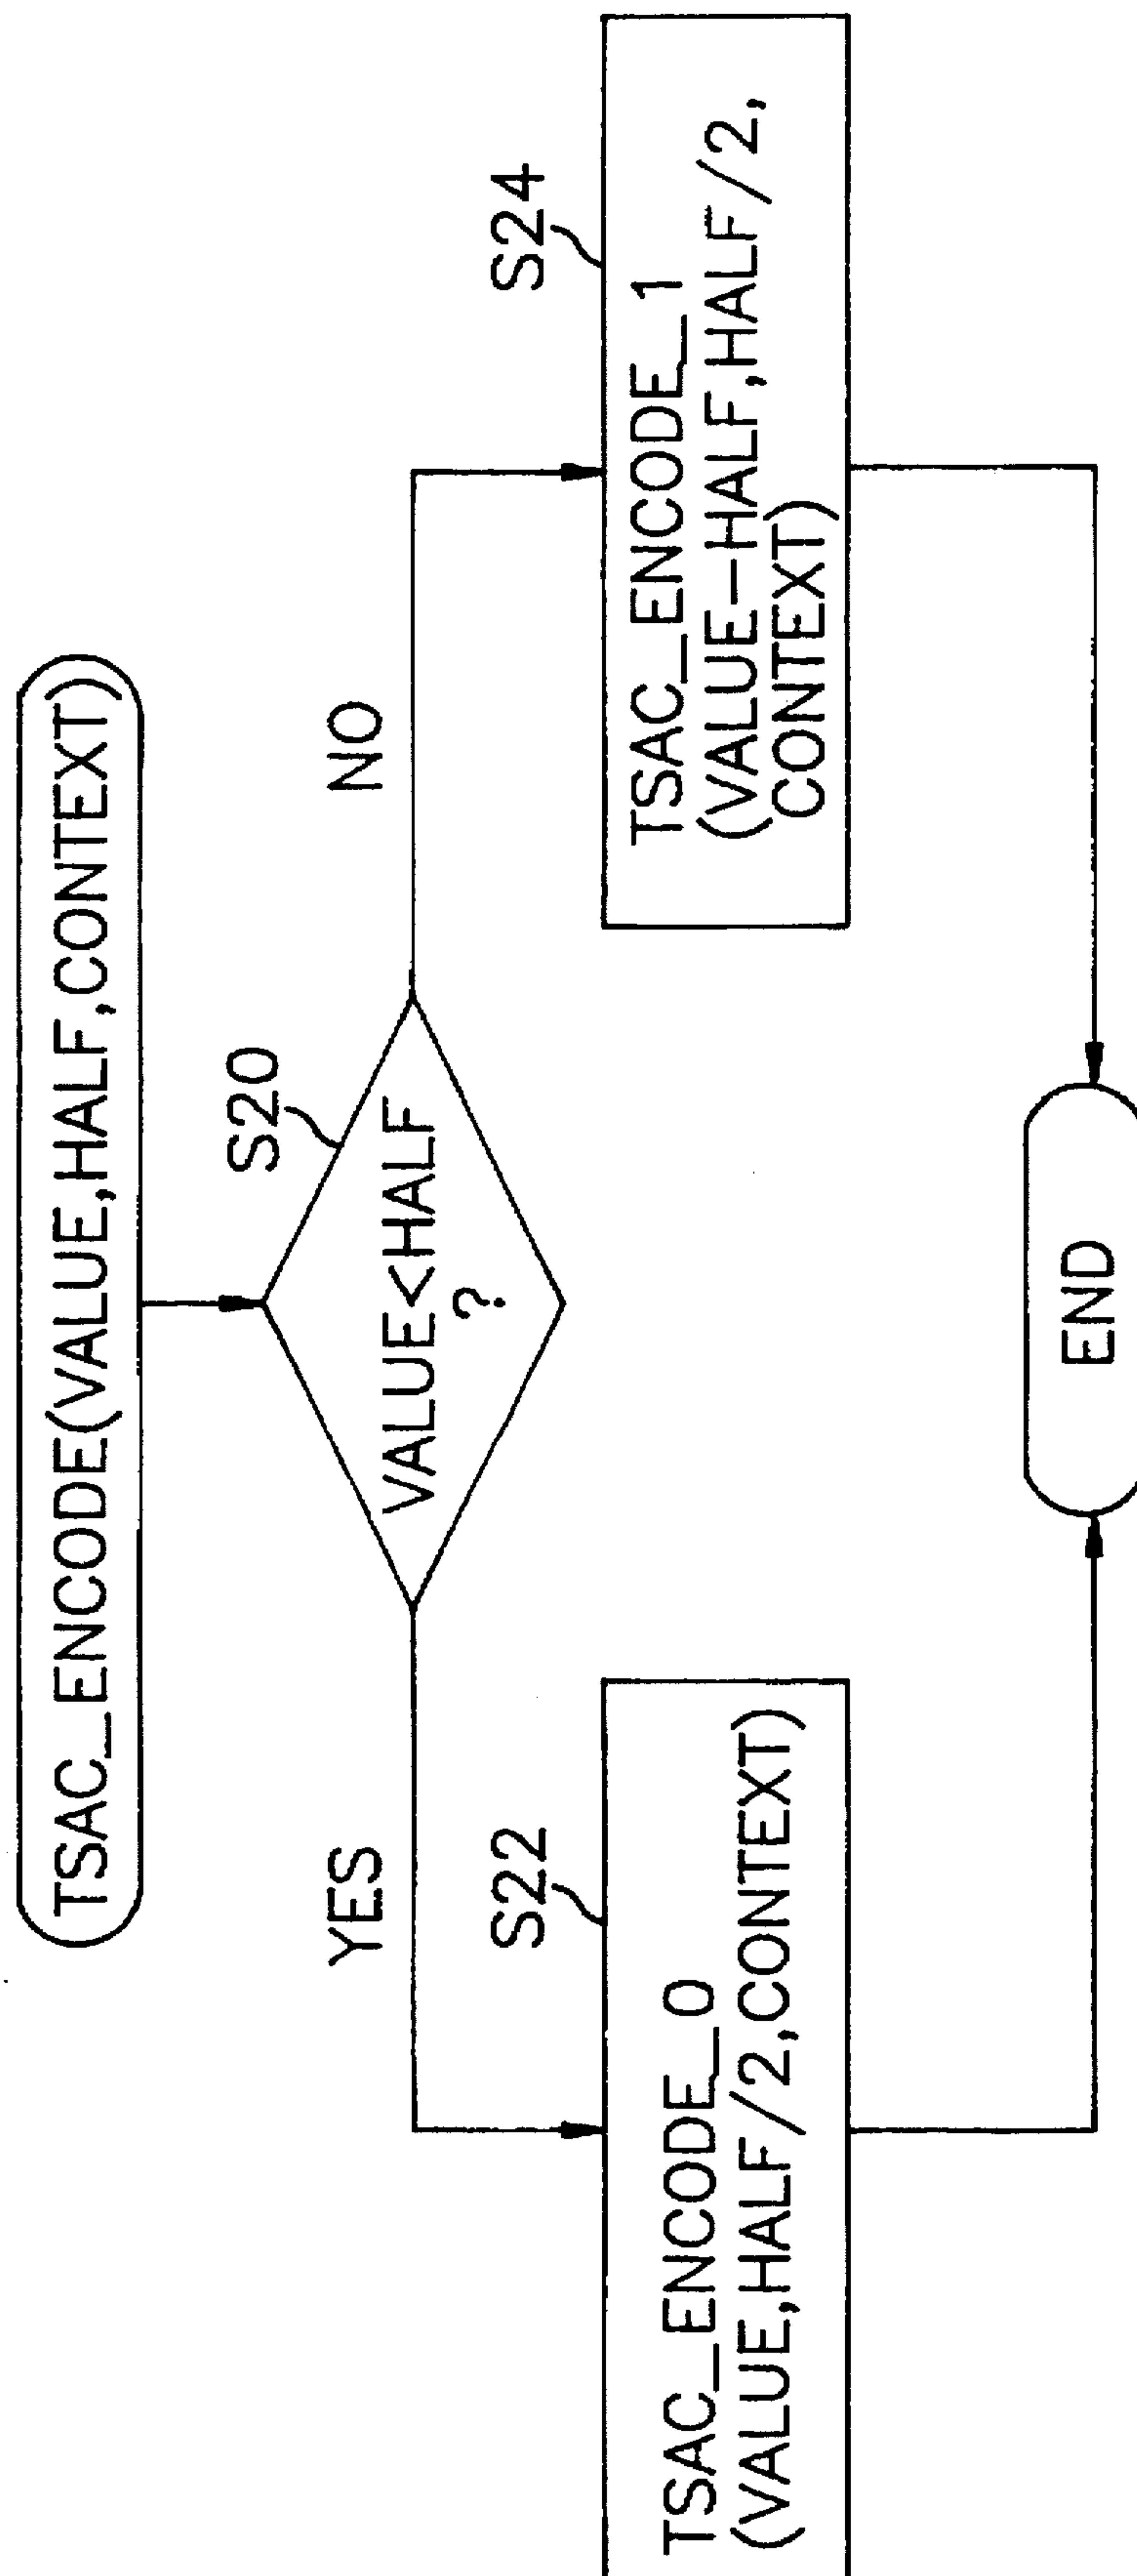 TSAC_ENCODE(VALUE,HALF,CONTEXT)
S20
VALUE<HALF
?
YES
NO
S22
TSAC_ENCODE_0
(VALUE,HALF/2,CONTEXT)
S24
TSAC_ENCODE_1
(VALUE-HALF,HALF/2,
CONTEXT)
END